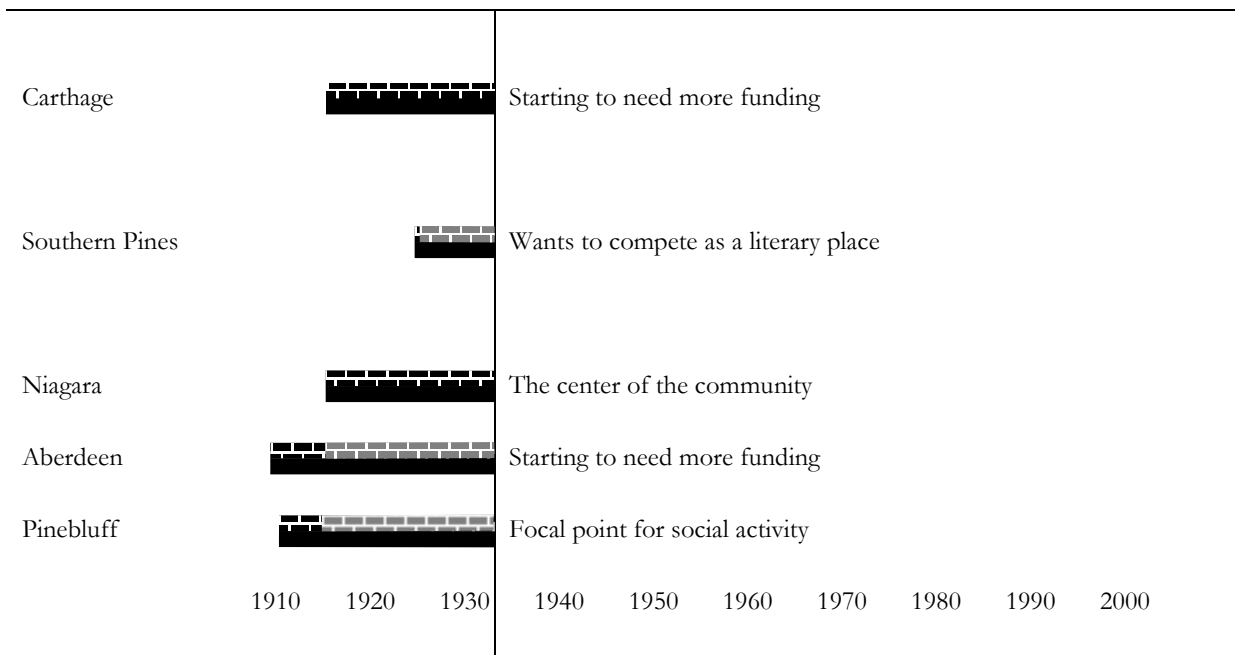 Carthage Starting to need more funding
Southern Pines Wants to compete as a literary place
Niagara The center of the community
Aberdeen Starting to need more funding
Pinebluff Focal point for social activity
1910 1920 1930 1940 1950 1960 1970 1980 1990 2000